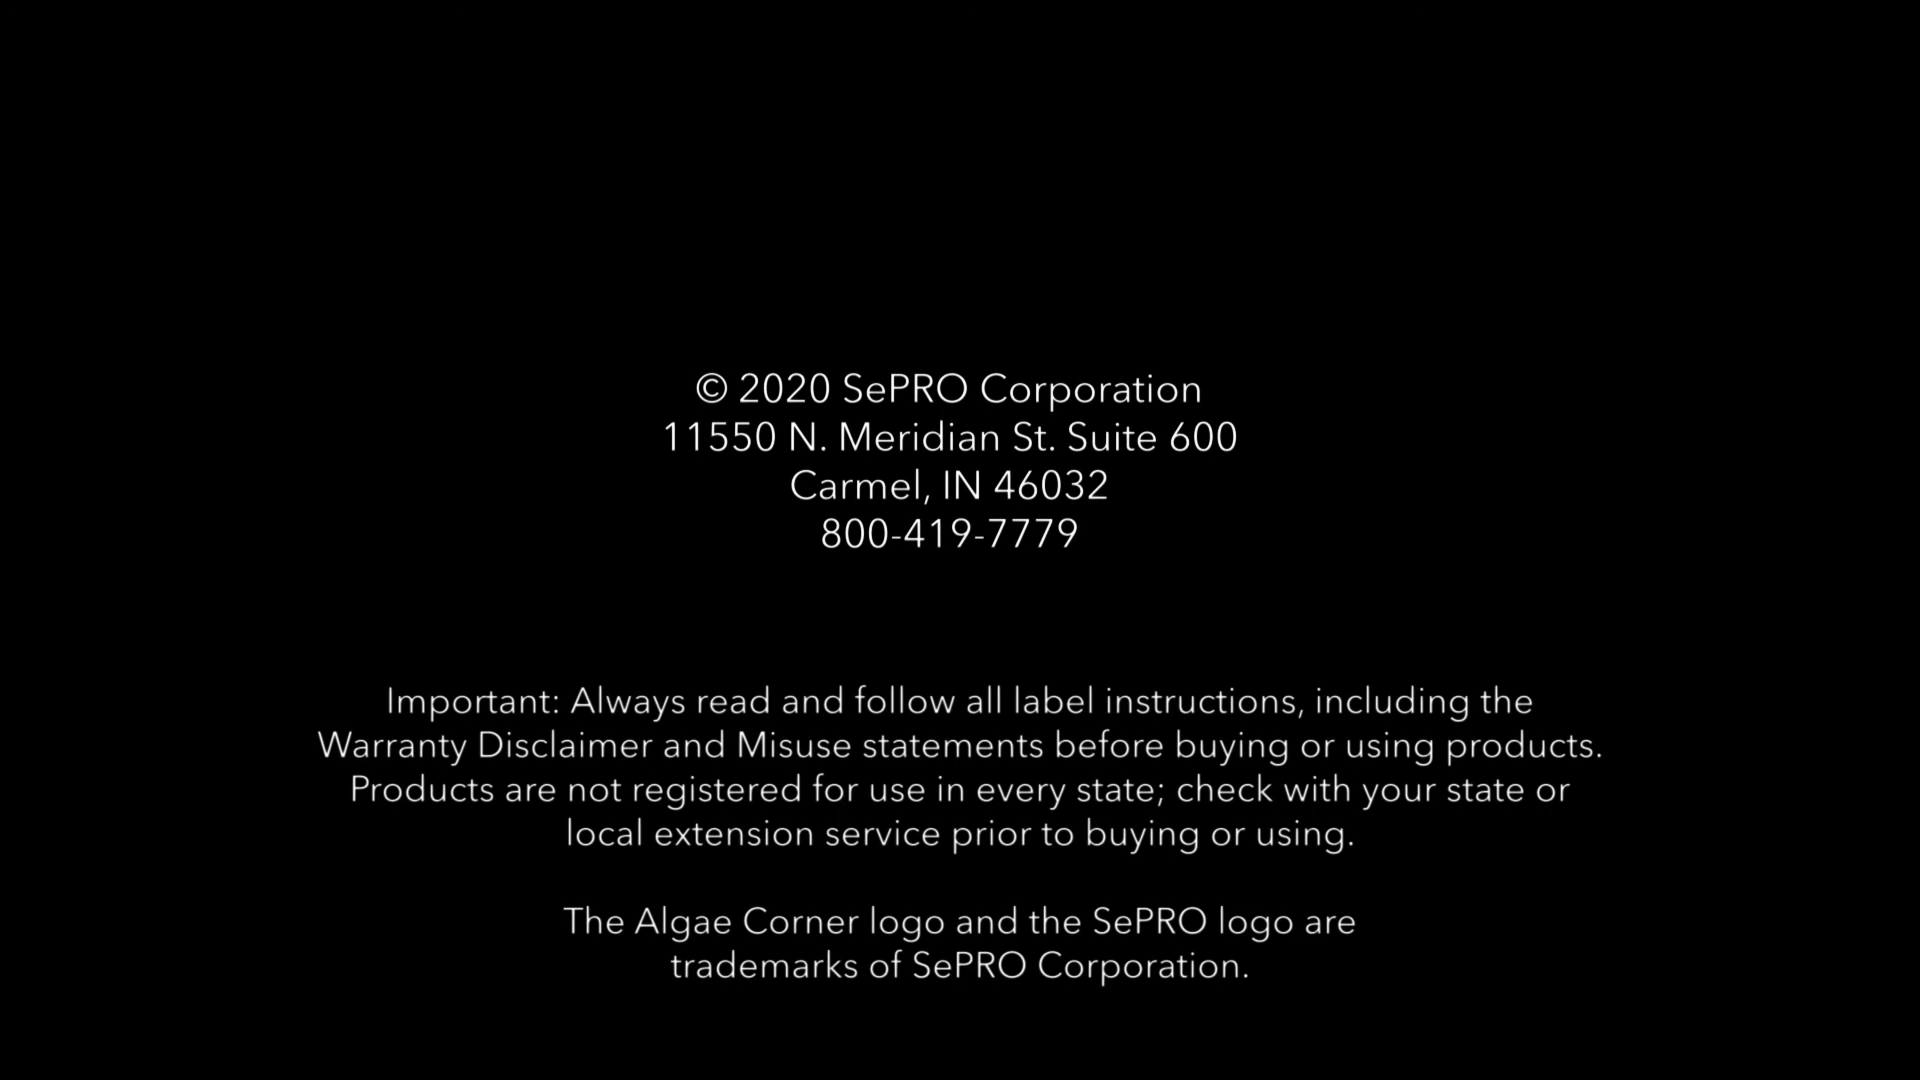 © 2020 SePRO Corporation
11550 N. Meridian St. Suite 600
Carmel, IN 46032
800-419-7779
Important: Always read and follow all label instructions, including the
Warranty Disclaimer and Misuse statements before buying or using products.
Products are not registered for use in every state; check with your state or
local extension service prior to buying or using.
The Algae Corner logo and the SePRO logo are
trademarks of SePRO Corporation.